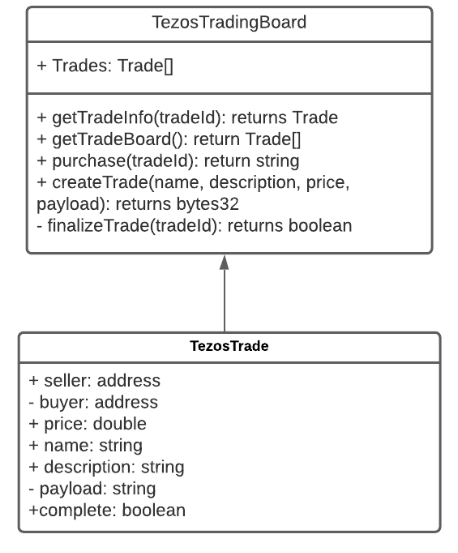 TezosTradingBoard
+ Trades: Trade[]
+ getTradeInfo(tradeId): returns Trade
+ getTradeBoard(): return Trade[]
+ purchase(tradeId): return string
+ createTrade(name, description, price,
payload): returns bytes32
- finalizeTrade(tradeId): returns boolean
TezosTrade
+ seller: address
- buyer: address
+ price: double
+ name: string
+ description: string
- payload: string
+complete: boolean